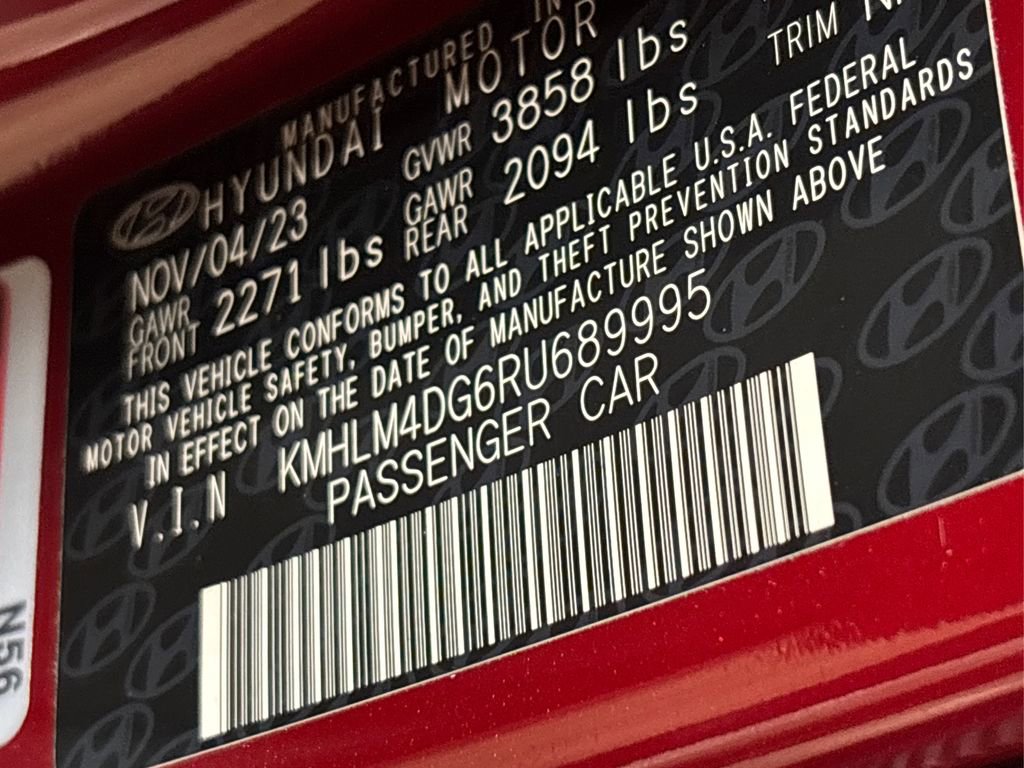 MANUFACTURED IN
HYUNDAI MOTOR
NOV/04/23 GVWR 3858 lbs TRIM
GAWR FRONT 2271 lbs GAWR REAR 2094 lbs
THIS VEHICLE CONFORMS TO ALL APPLICABLE U.S.A. FEDERAL
MOTOR VEHICLE SAFETY, BUMPER, AND THEFT PREVENTION STANDARDS
IN EFFECT ON THE DATE OF MANUFACTURE SHOWN ABOVE
V.I.N KMHLM4DG6RU689995
PASSENGER CAR
N56